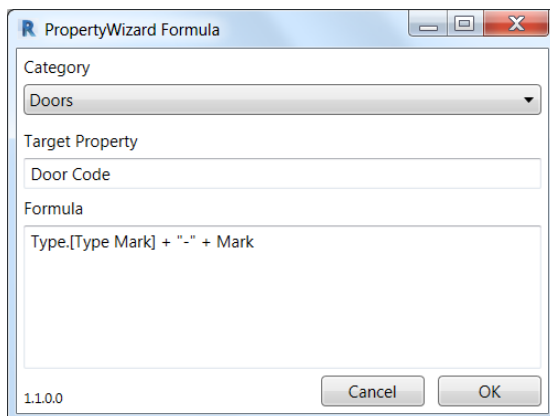 PropertyWizard Formula
Category
Doors
Target Property
Door Code
Formula
Type.[Type Mark] + "-" + Mark
1.1.0.0
Cancel
OK